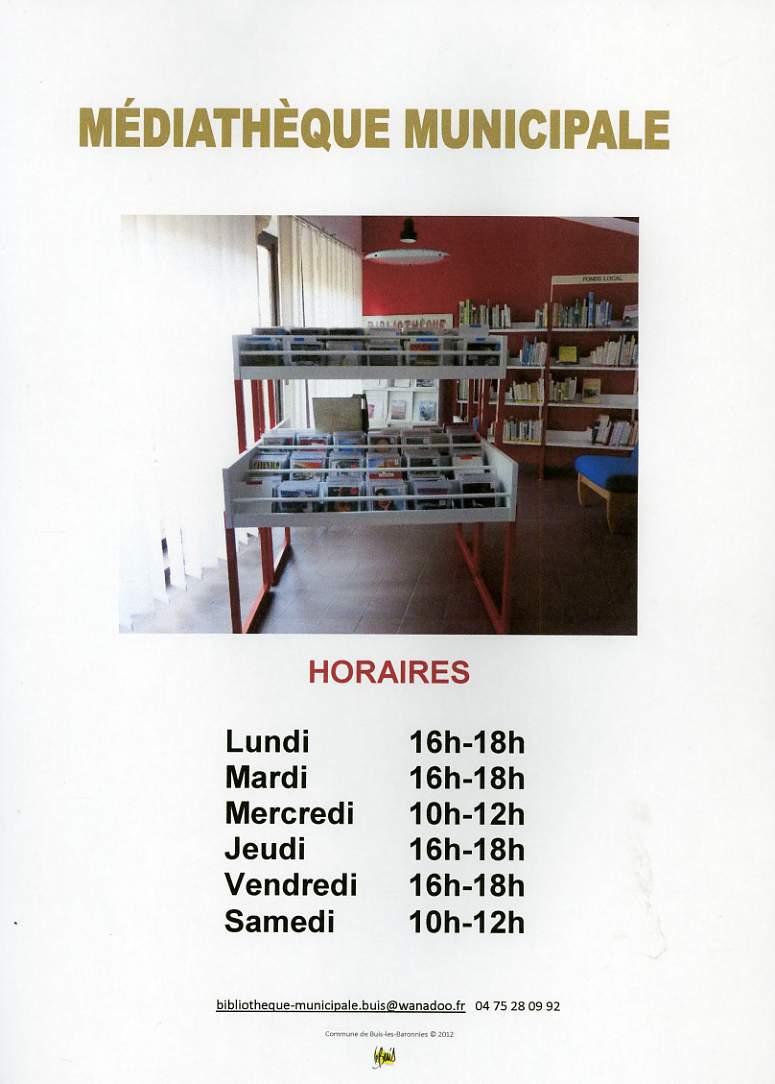 MÉDIATHÈQUE MUNICIPALE
FONDS LOCAL
BIBLIOTHÈQUE
HORAIRES
Lundi 16h-18h
Mardi 16h-18h
Mercredi 10h-12h
Jeudi 16h-18h
Vendredi 16h-18h
Samedi 10h-12h
bibliotheque-municipale.buis@wanadoo.fr 04 75 28 09 92
Commune de Buis-les-Baronnies © 2012